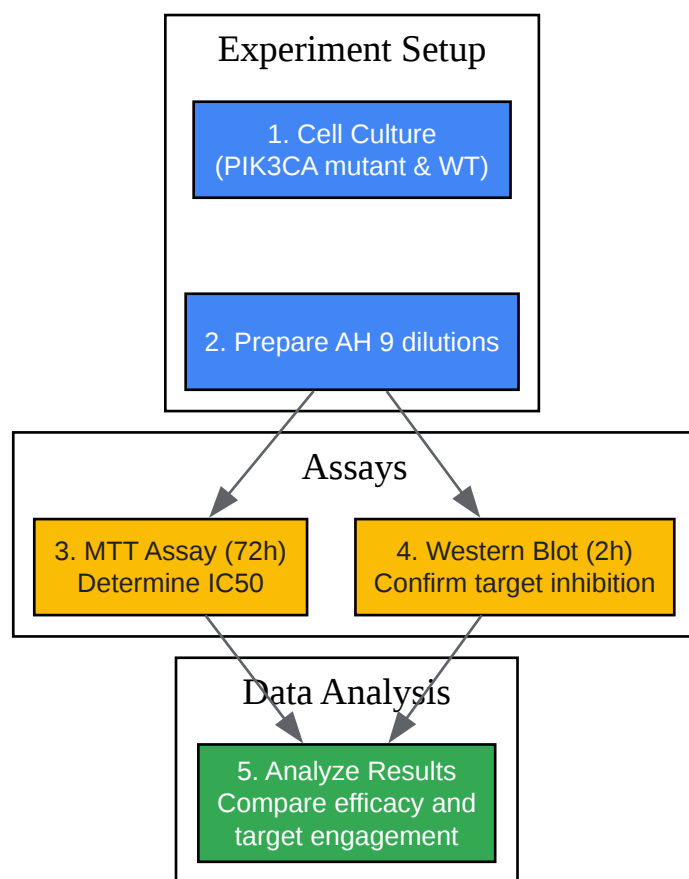 Experiment Setup
1. Cell Culture
(PIK3CA mutant & WT)
2. Prepare AH 9 dilutions
Assays
3. MTT Assay (72h)
Determine IC50
4. Western Blot (2h)
Confirm target inhibition
Data Analysis
5. Analyze Results
Compare efficacy and
target engagement